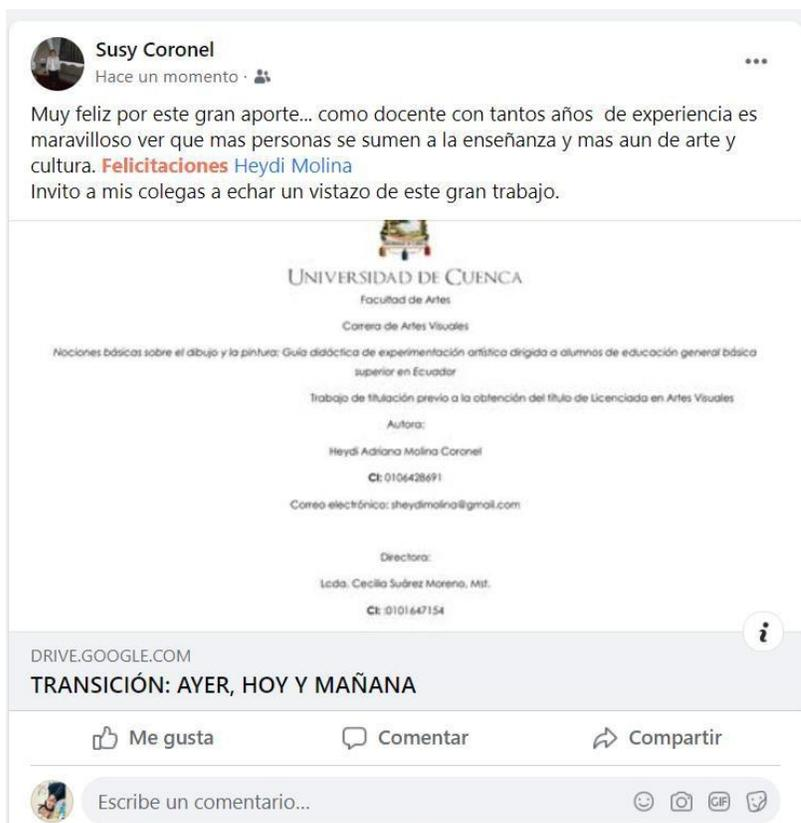 Susy Coronel
Hace un momento ·
Muy feliz por este gran aporte... como docente con tantos años de experiencia es
maravilloso ver que mas personas se sumen a la enseñanza y mas aun de arte y
cultura. Felicitaciones Heydi Molina
Invito a mis colegas a echar un vistazo de este gran trabajo.
UNIVERSIDAD DE CUENCA
Facultad de Artes
Carrera de Artes Visuales
Nociones básicas sobre el dibujo y la pintura: Guía didáctica de experimentación artística dirigida a alumnos de educación general básica
superior en Ecuador
Trabajo de titulación previo a la obtención del título de Licenciada en Artes Visuales
Autora:
Heydi Adriana Molina Coronel
CI: 0106428691
Correo electrónico: sheydimolina@gmail.com
Directora:
Lcda. Cecilia Suárez Moreno, Mst.
CI: :0101647154
i
DRIVE.GOOGLE.COM
TRANSICIÓN: AYER, HOY Y MAÑANA
Me gusta
Comentar
Compartir
Escribe un comentario...
GIF